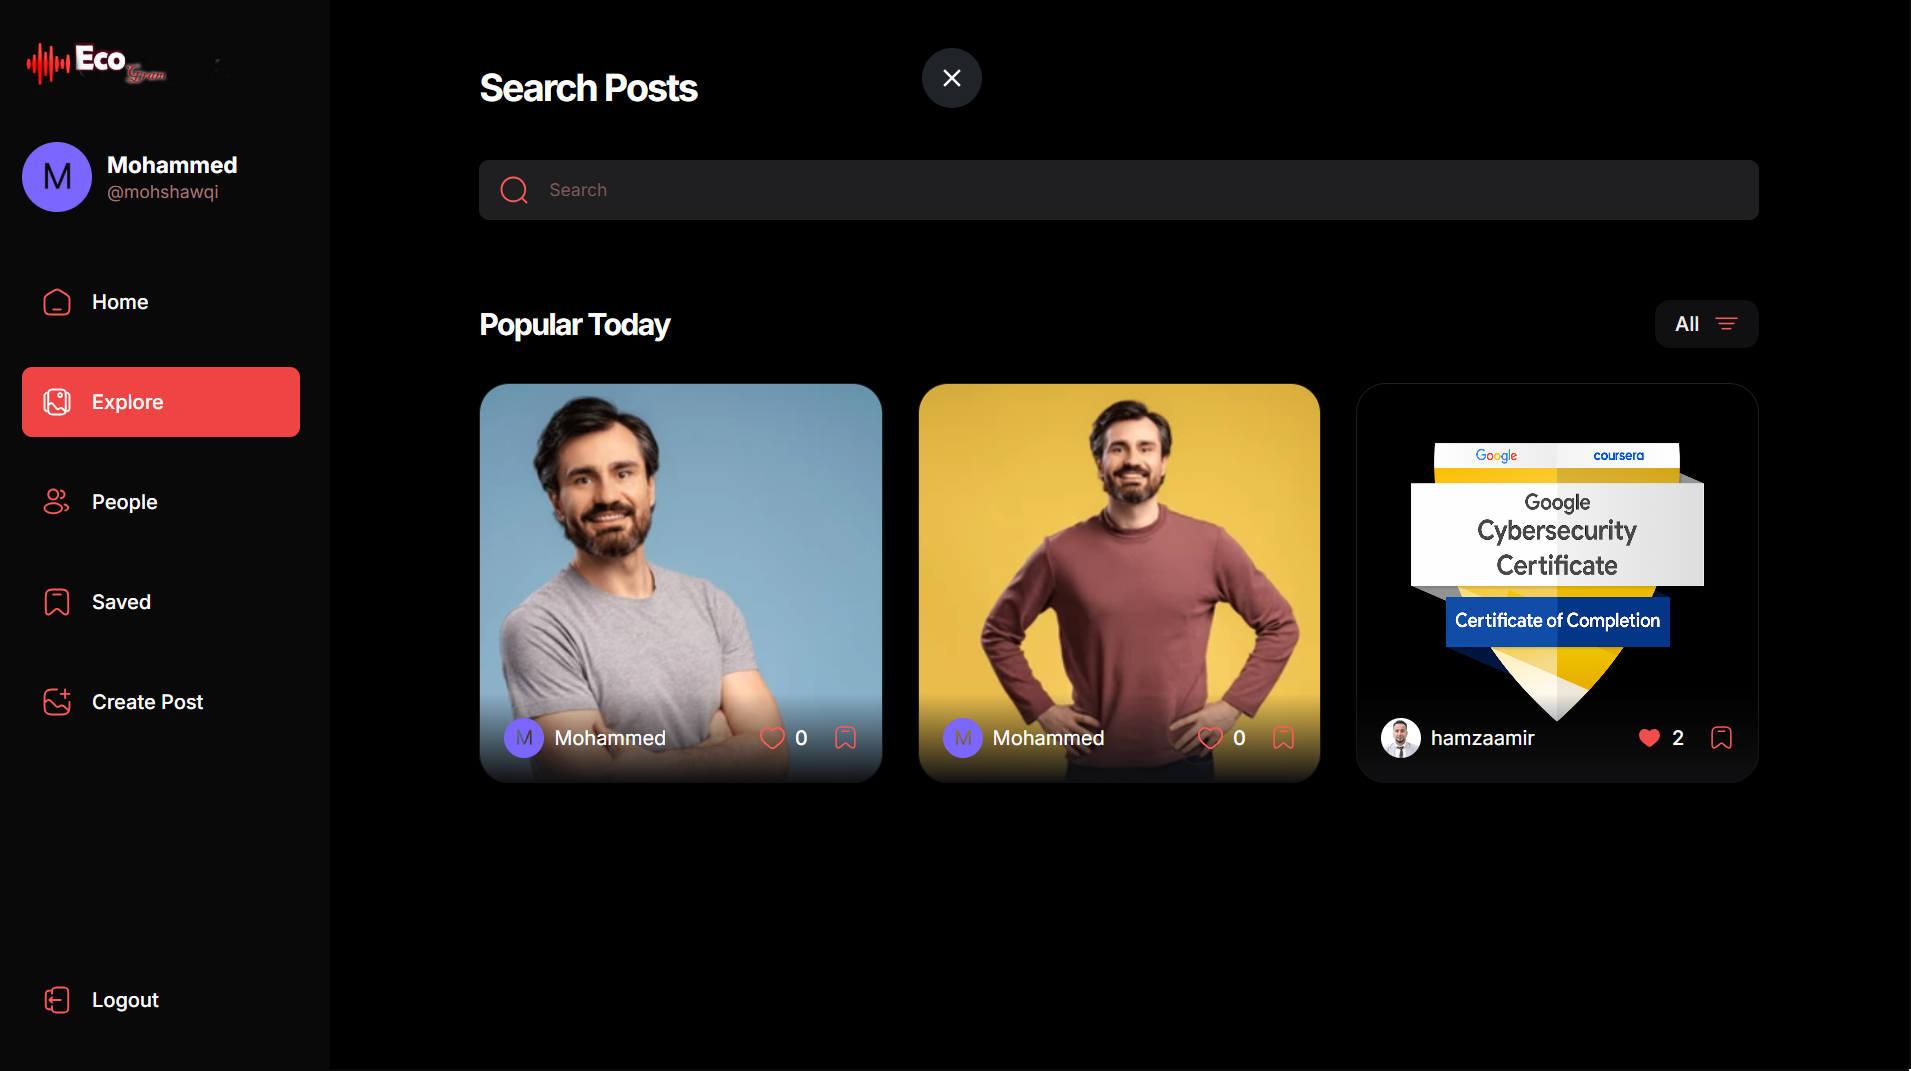 Eco
Gram
M
Mohammed
@mohshawqi
Home
Explore
People
Saved
Create Post
Logout
Search Posts
Search
Popular Today
All
M
Mohammed
0
M
Mohammed
0
Google
coursera
Google
Cybersecurity
Certificate
Certificate of Completion
hamzaamir
2